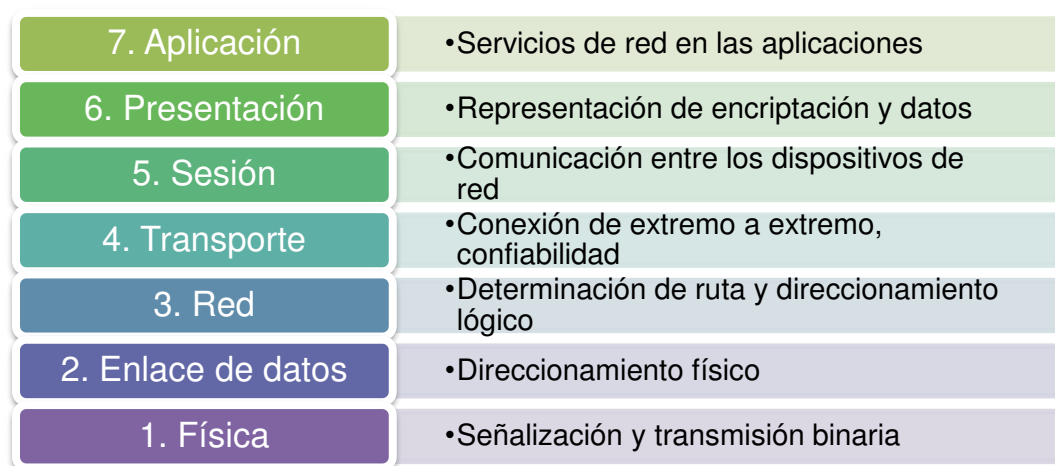 7. Aplicación
•Servicios de red en las aplicaciones
6. Presentación
•Representación de encriptación y datos
5. Sesión
•Comunicación entre los dispositivos de
red
4. Transporte
•Conexión de extremo a extremo,
confiabilidad
3. Red
•Determinación de ruta y direccionamiento
lógico
2. Enlace de datos
•Direccionamiento físico
1. Física
•Señalización y transmisión binaria